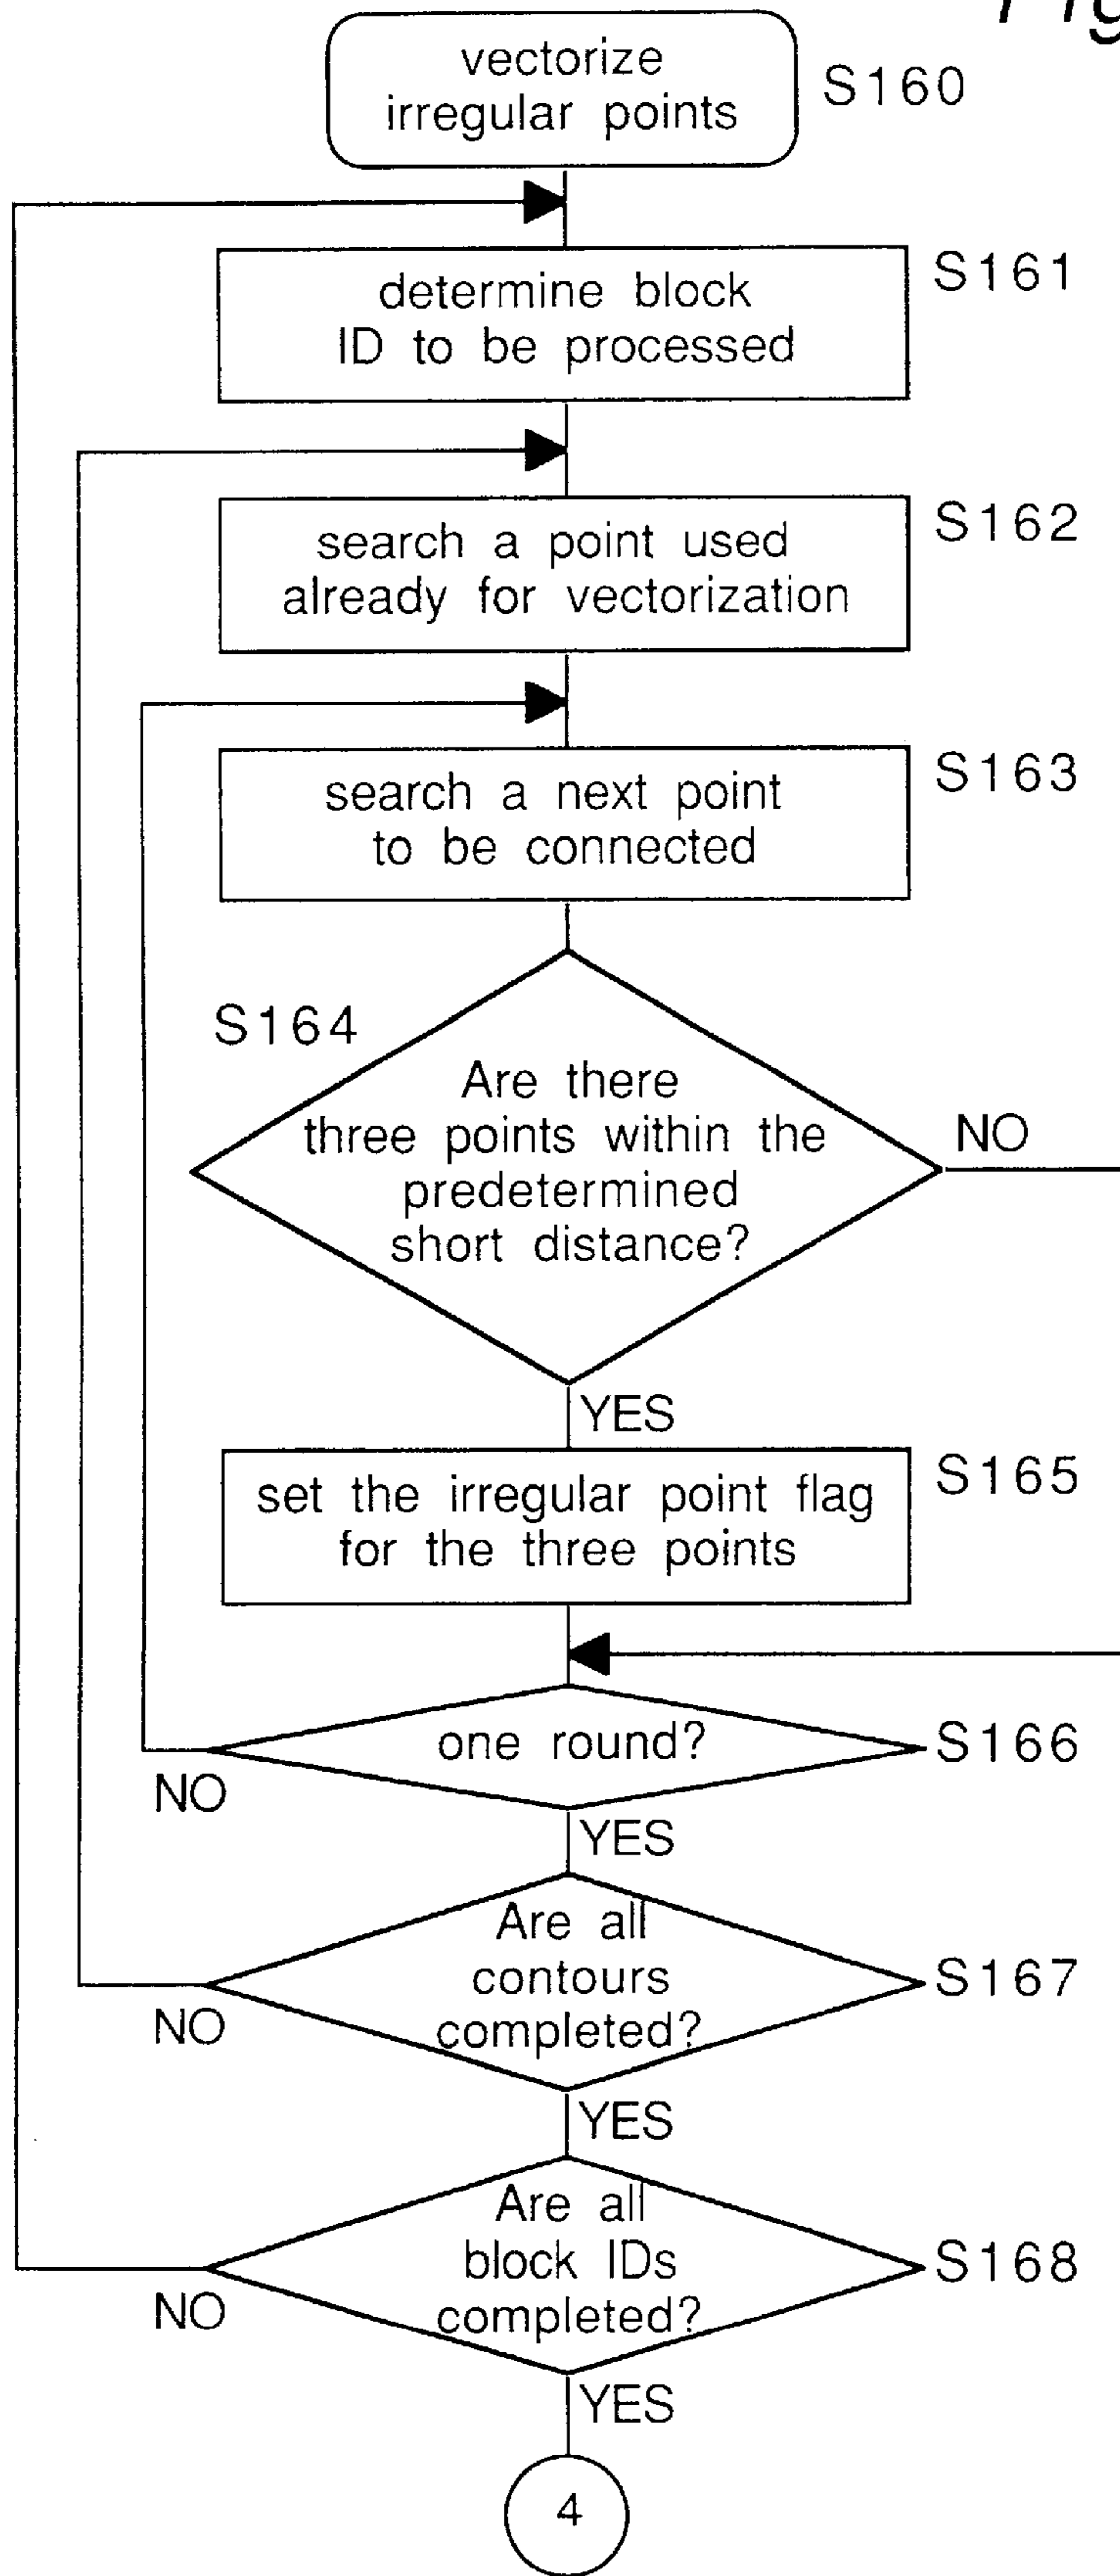 Fig
vectorize
irregular points
S160
determine block
ID to be processed
S161
search a point used
already for vectorization
S162
search a next point
to be connected
S163
S164
Are there
three points within the
predetermined
short distance?
NO
YES
set the irregular point flag
for the three points
S165
one round?
S166
NO
YES
Are all
contours
completed?
S167
NO
YES
Are all
block IDs
completed?
S168
NO
YES
4